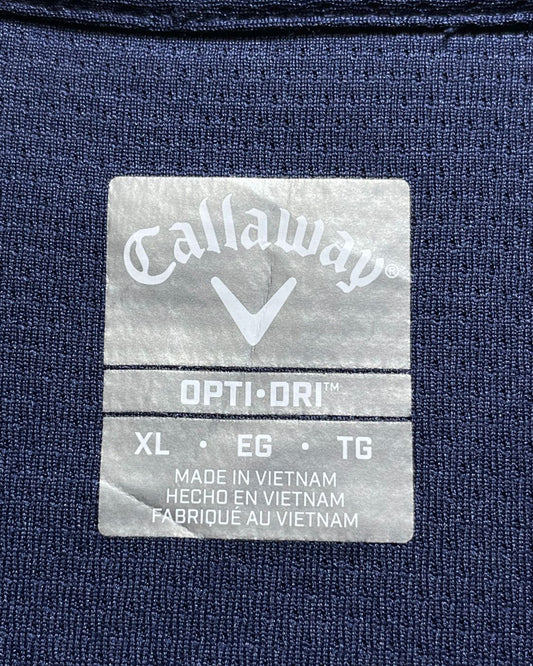 Callaway®
OPTI•DRI™
XL • EG • TG
MADE IN VIETNAM
HECHO EN VIETNAM
FABRIQUÉ AU VIETNAM